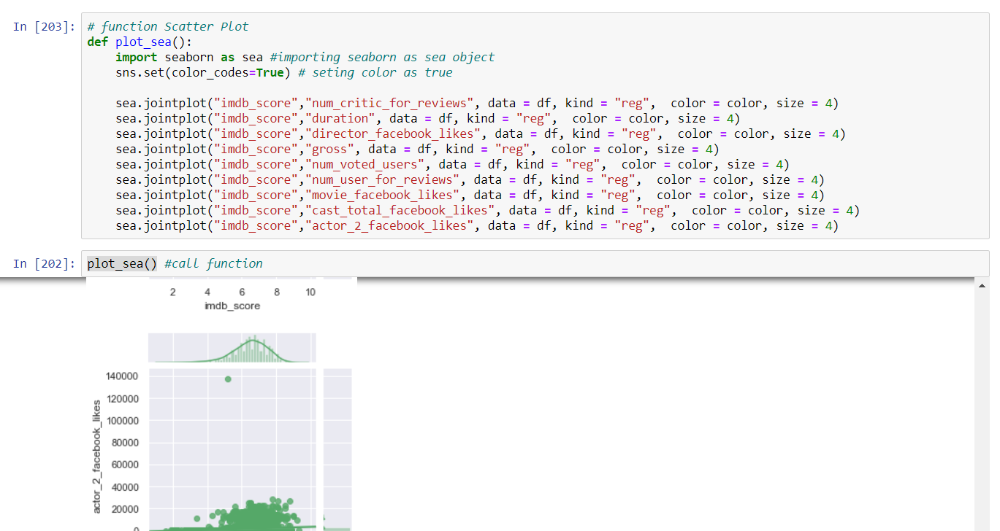 In [203]: # function Scatter Plot
def plot_sea():
import seaborn as sea #importing seaborn as sea object
sns.set(color_codes=True) # seting color as true
sea.jointplot("imdb_score","num_critic_for_reviews", data = df, kind = "reg",  color = color, size = 4)
sea.jointplot("imdb_score","duration", data = df, kind = "reg",  color = color, size = 4)
sea.jointplot("imdb_score","director_facebook_likes", data = df, kind = "reg",  color = color, size = 4)
sea.jointplot("imdb_score","gross", data = df, kind = "reg",  color = color, size = 4)
sea.jointplot("imdb_score","num_voted_users", data = df, kind = "reg",  color = color, size = 4)
sea.jointplot("imdb_score","num_user_for_reviews", data = df, kind = "reg",  color = color, size = 4)
sea.jointplot("imdb_score","movie_facebook_likes", data = df, kind = "reg",  color = color, size = 4)
sea.jointplot("imdb_score","cast_total_facebook_likes", data = df, kind = "reg",  color = color, size = 4)
sea.jointplot("imdb_score","actor_2_facebook_likes", data = df, kind = "reg",  color = color, size = 4)
In [202]: plot_sea() #call function
2 4 6 8 10
imdb_score
140000
120000
100000
80000
60000
40000
20000
0
actor_2_facebook_likes